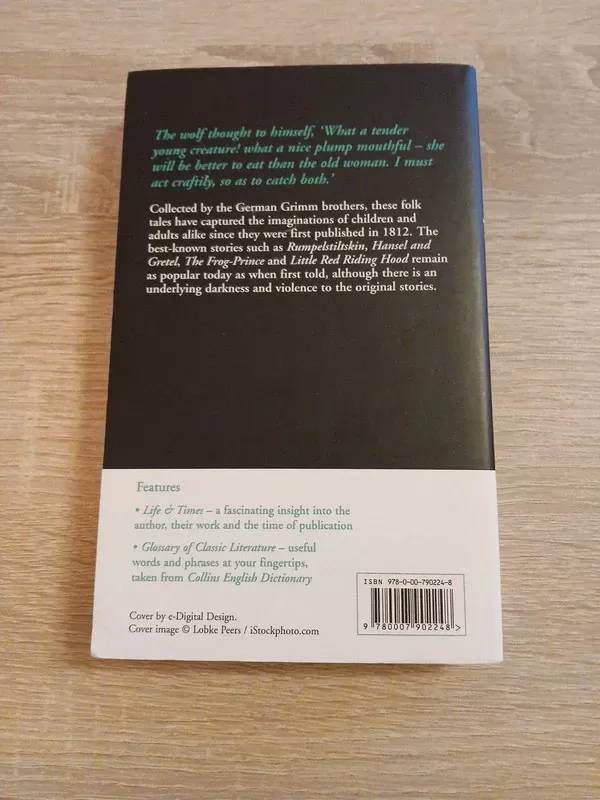 The wolf thought to himself, ‘What a tender
young creature! what a nice plump mouthful – she
will be better to eat than the old woman. I must
act craftily, so as to catch both.’
Collected by the German Grimm brothers, these folk
tales have captured the imaginations of children and
adults alike since they were first published in 1812. The
best-known stories such as Rumpelstiltskin, Hansel and
Gretel, The Frog-Prince and Little Red Riding Hood remain
as popular today as when first told, although there is an
underlying darkness and violence to the original stories.
Features
• Life & Times – a fascinating insight into the
author, their work and the time of publication
• Glossary of Classic Literature – useful
words and phrases at your fingertips,
taken from Collins English Dictionary
Cover by e-Digital Design.
Cover image © Lobke Peers / iStockphoto.com
ISBN 978-0-00-790224-8
9 780007 902248 >